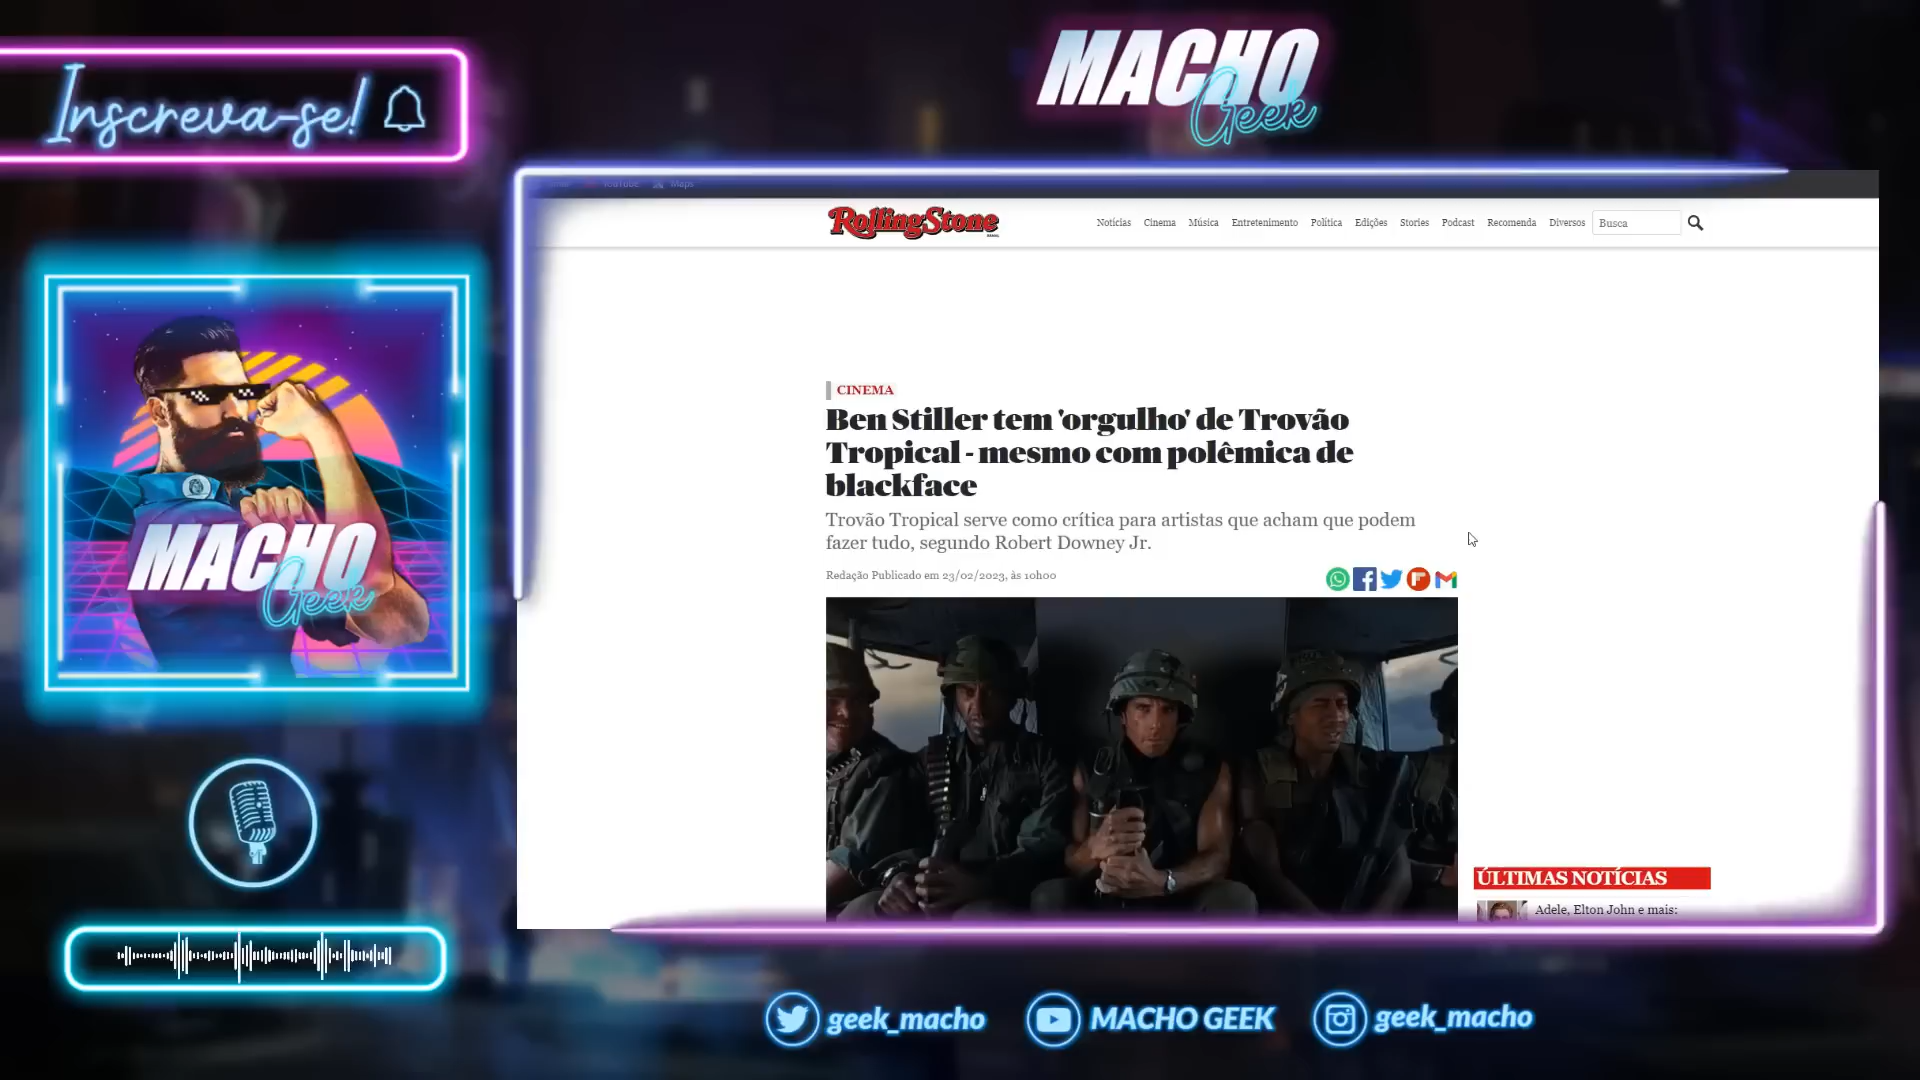 Inscreva-se!
MACHO
Geek
YouTube
Maps
RollingStone
Notícias
Cinema
Música
Entretenimento
Política
Edições
Stories
Podcast
Recomenda
Diversos
Busca
CINEMA
Ben Stiller tem 'orgulho' de Trovão
Tropical - mesmo com polêmica de
blackface
Trovão Tropical serve como crítica para artistas que acham que podem
fazer tudo, segundo Robert Downey Jr.
Redação Publicado em 23/02/2023, às 10h00
MACHO
Geek
ÚLTIMAS NOTÍCIAS
Adele, Elton John e mais:
geek_macho
MACHO GEEK
geek_macho